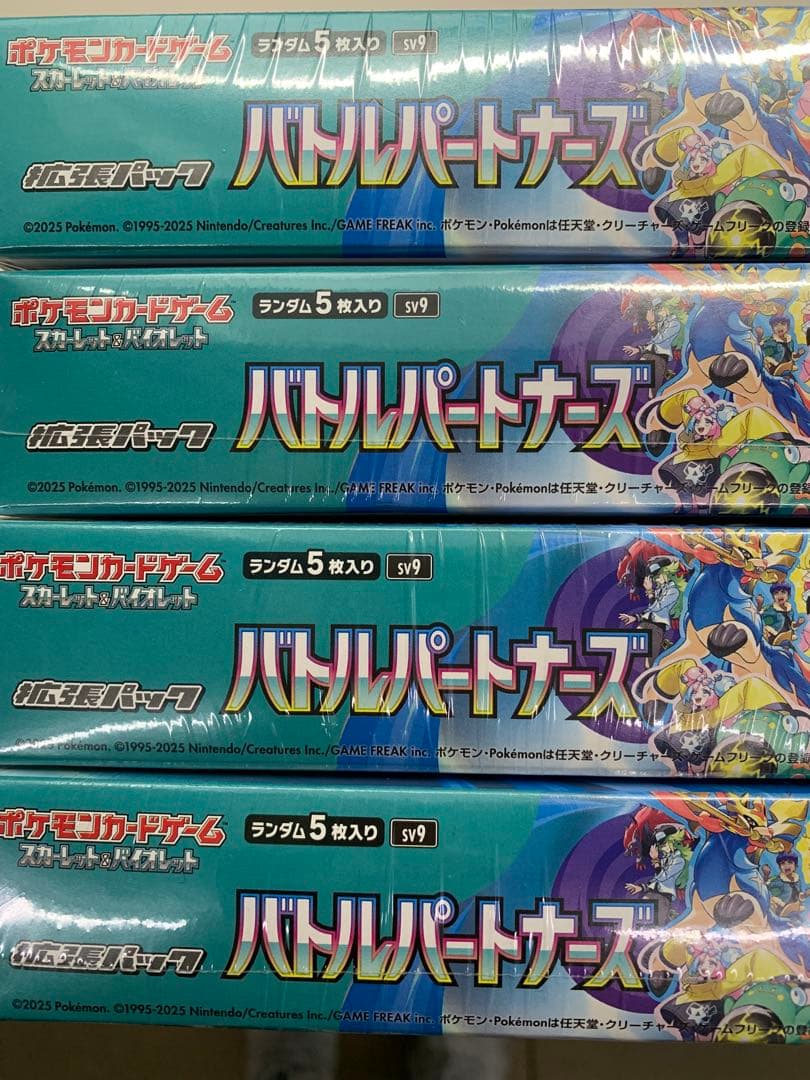 ポケモンカードゲーム
ランダム5枚入り SV9
スカーレット&バイオレット
バトルパートナーズ
拡張パック
©2025 Pokémon. ©1995-2025 Nintendo/Creatures Inc./GAME FREAK inc. ポケモン・Pokémonは任天堂・クリーチャーズ・ゲームフリークの登録
ポケモンカードゲーム
ランダム5枚入り SV9
スカーレット&バイオレット
バトルパートナーズ
拡張パック
©2025 Pokémon. ©1995-2025 Nintendo/Creatures Inc./GAME FREAK inc. ポケモン・Pokémonは任天堂・クリーチャーズ・ゲームフリークの登録
ポケモンカードゲーム
ランダム5枚入り SV9
スカーレット&バイオレット
バトルパートナーズ
拡張パック
©2025 Pokémon. ©1995-2025 Nintendo/Creatures Inc./GAME FREAK inc. ポケモン・Pokémonは任天堂・クリーチャーズ・ゲームフリークの登録
ポケモンカードゲーム
ランダム5枚入り SV9
スカーレット&バイオレット
バトルパートナーズ
拡張パック
©2025 Pokémon. ©1995-2025 Nintendo/Creatures Inc./GAME FREAK inc. ポケモン・Pokémonは任天堂・クリーチャーズ・ゲームフリークの登録